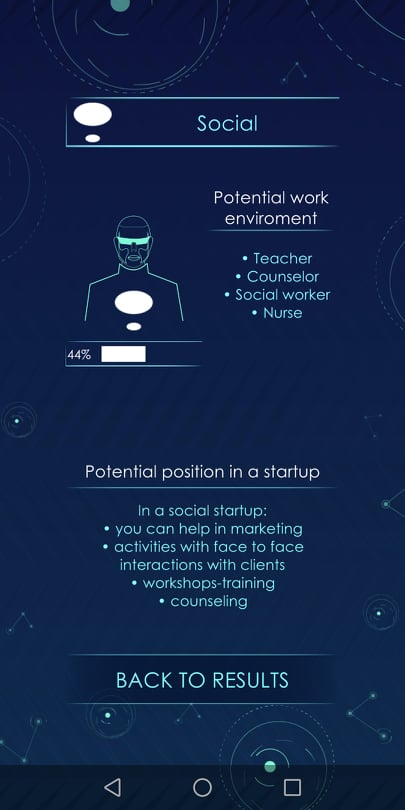 Social
Potential work
enviroment
• Teacher
• Counselor
• Social worker
• Nurse
44%
Potential position in a startup
In a social startup:
• you can help in marketing
• activities with face to face
interactions with clients
• workshops-training
• counseling
BACK TO RESULTS